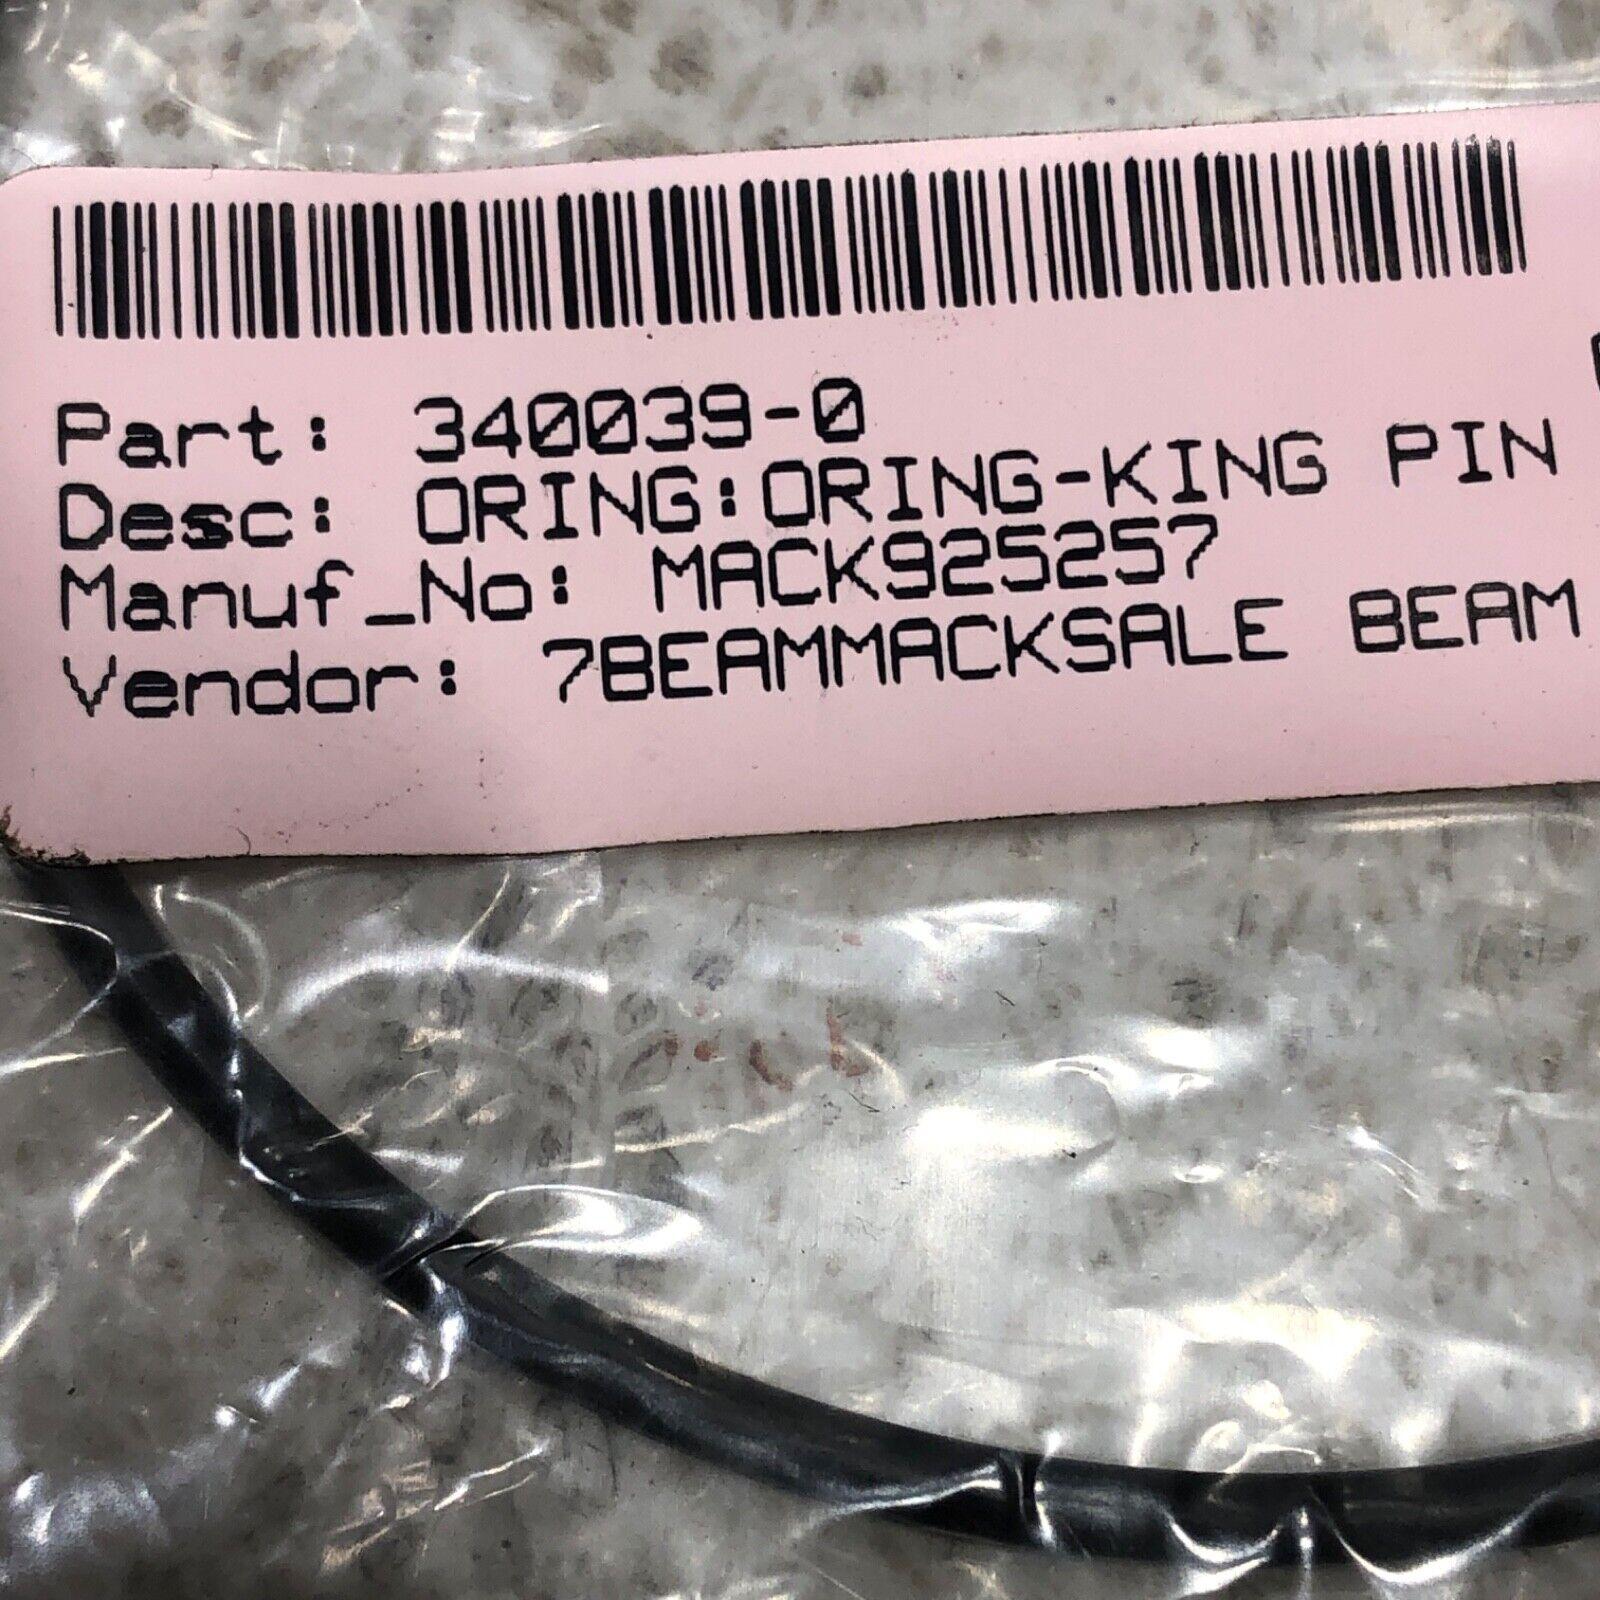 Part: 340039-0
Desc: ORING:ORING-KING PIN
Manuf_No: MACK925257
Vendor: 7BEAMMACKSALE BEAM